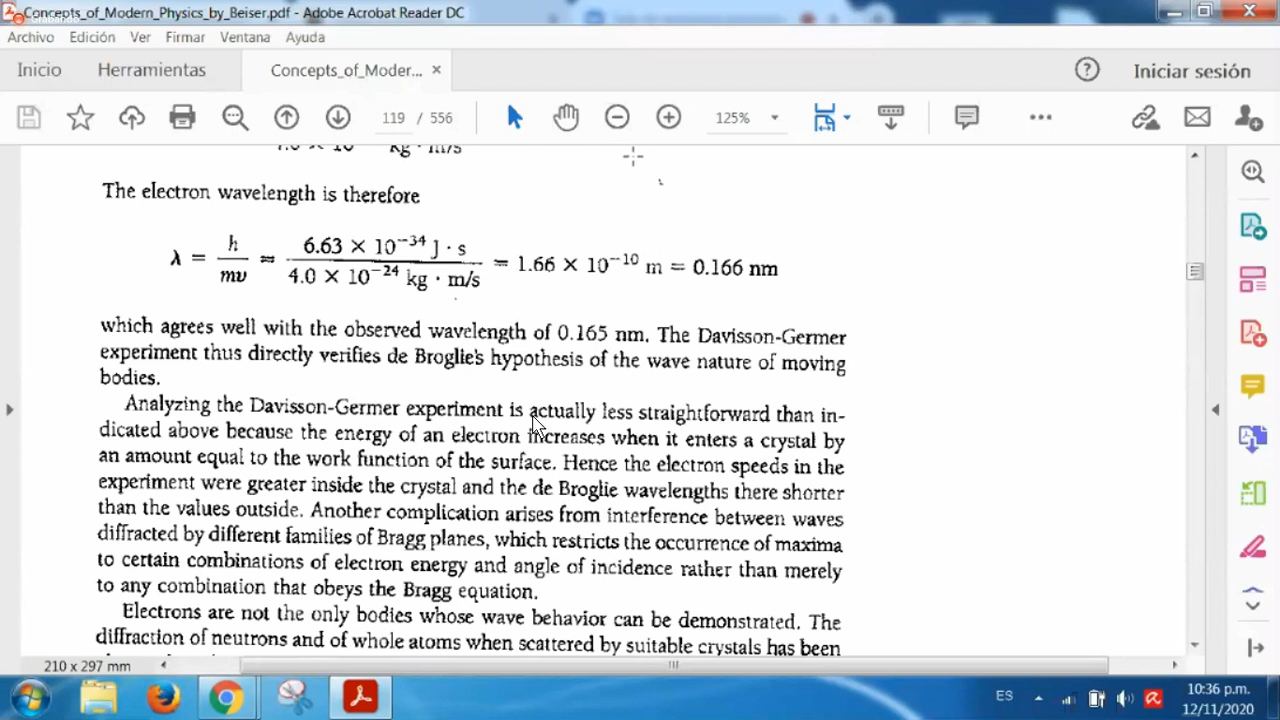 Concepts_of_Modern_Physics_by_Beiser.pdf - Adobe Acrobat Reader DC
Archivo Edición Ver Firmar Ventana Ayuda
Inicio Herramientas Concepts_of_Moder... × Iniciar sesión
119 / 556 125%
kg · m/s
The electron wavelength is therefore
λ = h/mv = 6.63 × 10⁻³⁴ J · s / 4.0 × 10⁻²⁴ kg · m/s = 1.66 × 10⁻¹⁰ m = 0.166 nm
which agrees well with the observed wavelength of 0.165 nm. The Davisson-Germer
experiment thus directly verifies de Broglie's hypothesis of the wave nature of moving
bodies.
Analyzing the Davisson-Germer experiment is actually less straightforward than in-
dicated above because the energy of an electron increases when it enters a crystal by
an amount equal to the work function of the surface. Hence the electron speeds in the
experiment were greater inside the crystal and the de Broglie wavelengths there shorter
than the values outside. Another complication arises from interference between waves
diffracted by different families of Bragg planes, which restricts the occurrence of maxima
to certain combinations of electron energy and angle of incidence rather than merely
to any combination that obeys the Bragg equation.
Electrons are not the only bodies whose wave behavior can be demonstrated. The
diffraction of neutrons and of whole atoms when scattered by suitable crystals has been
210 x 297 mm
ES 10:36 p.m.
12/11/2020